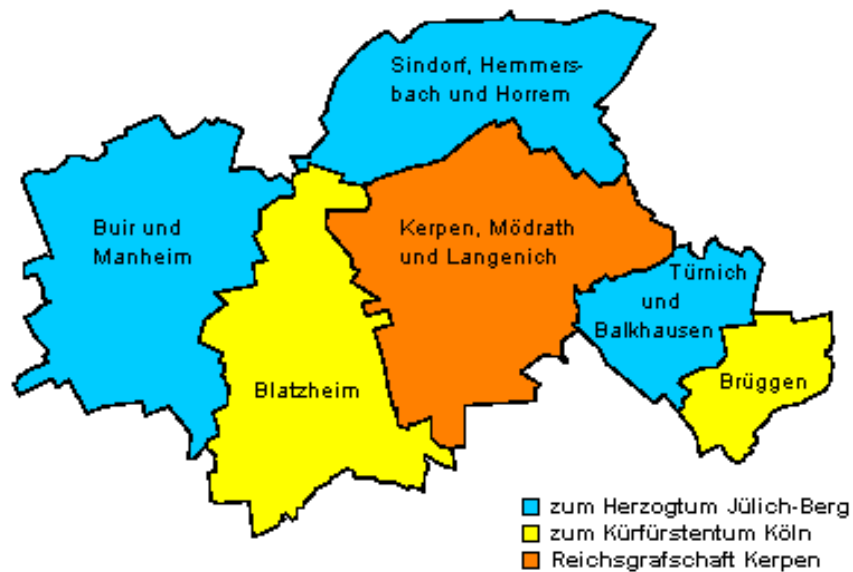 Sindorf, Hemmers-
bach und Horrem
Buir und
Manheim
Kerpen, Mödrath
und Langenich
Türnich
und
Balkhausen
Blatzheim
Brüggen
zum Herzogtum Jülich-Berg
zum Kürfürstentum Köln
Reichsgrafschaft Kerpen